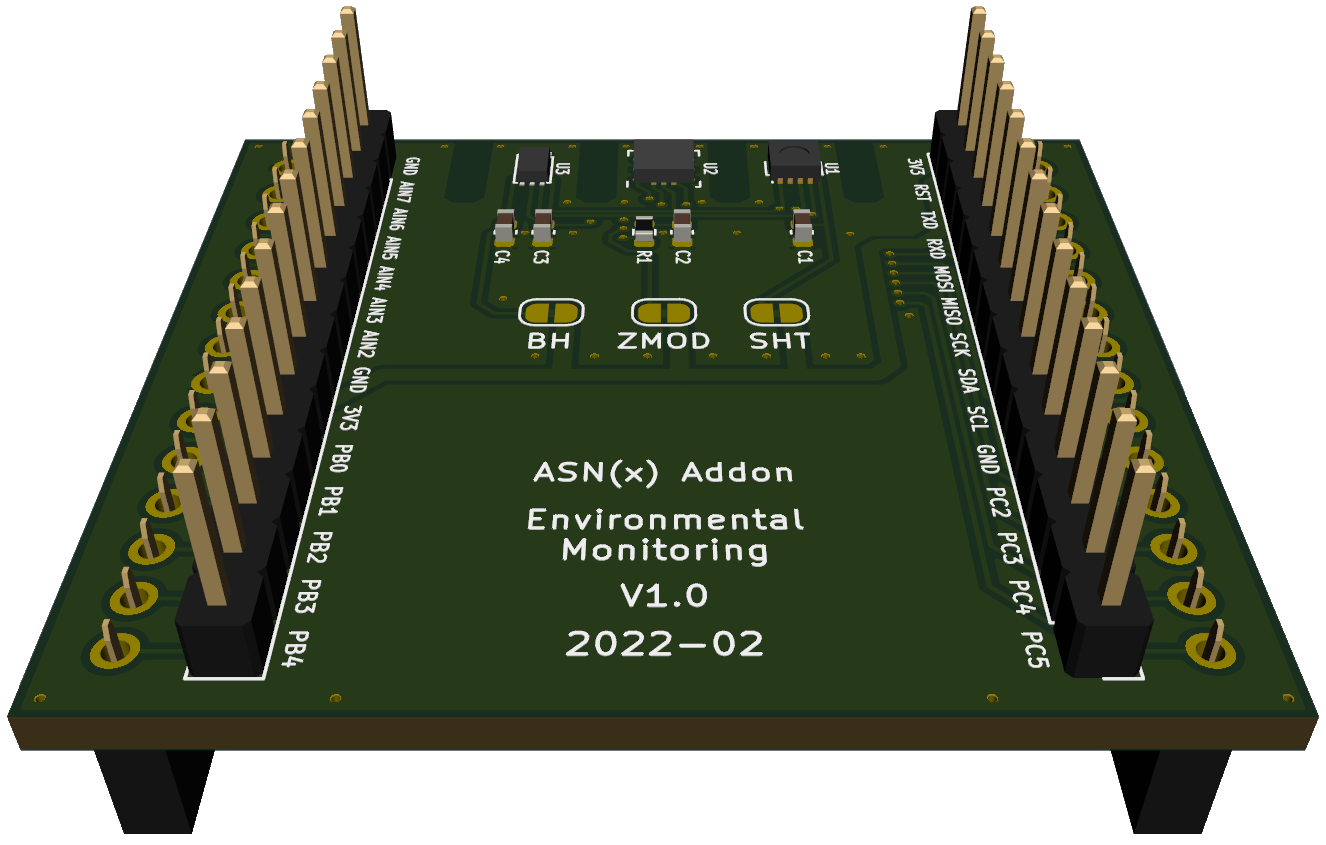 U3
U2
U1
C4
C3
R1
C2
C1
BH
ZMOD
SHT
GND
AIN7
AIN6
AIN5
AIN4
AIN3
AIN2
GND
3V3
PB0
PB1
PB2
PB3
PB4
3V3
RST
TXD
RXD
MOSI
MISO
SCK
SDA
SCL
GND
PC2
PC3
PC4
PC5
ASN(x) Addon
Environmental
Monitoring
V1.0
2022-02